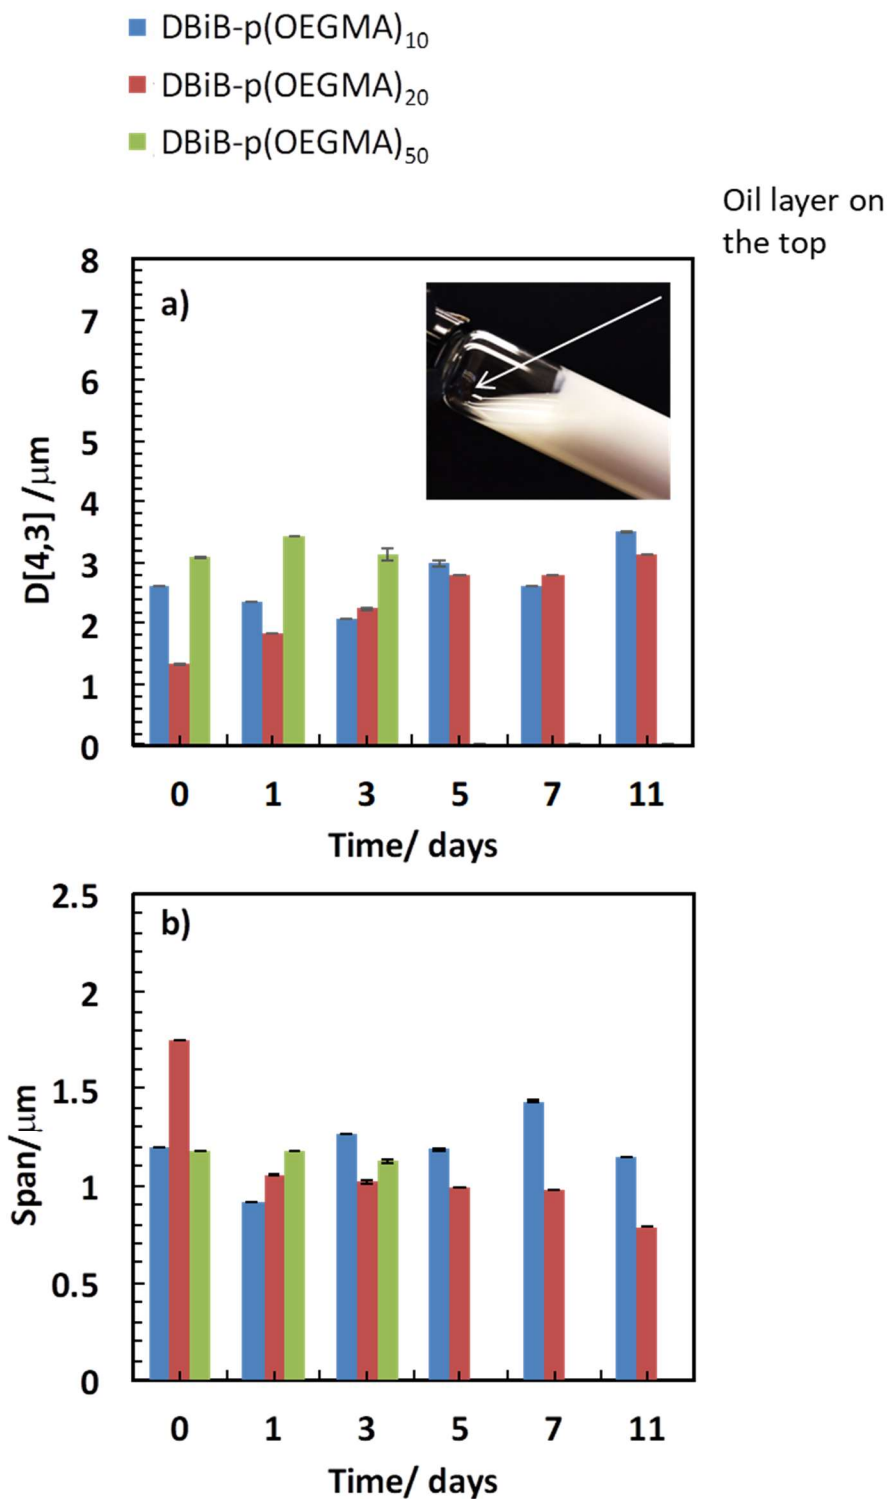 DBiB-p(OEGMA)₁₀
DBiB-p(OEGMA)₂₀
DBiB-p(OEGMA)₅₀
Oil layer on
the top
a)
8
7
6
5
4
3
2
1
0
D[4,3] /μm
0 1 3 5 7 11
Time/ days
b)
2.5
2
1.5
1
0.5
0
Span/μm
0 1 3 5 7 11
Time/ days